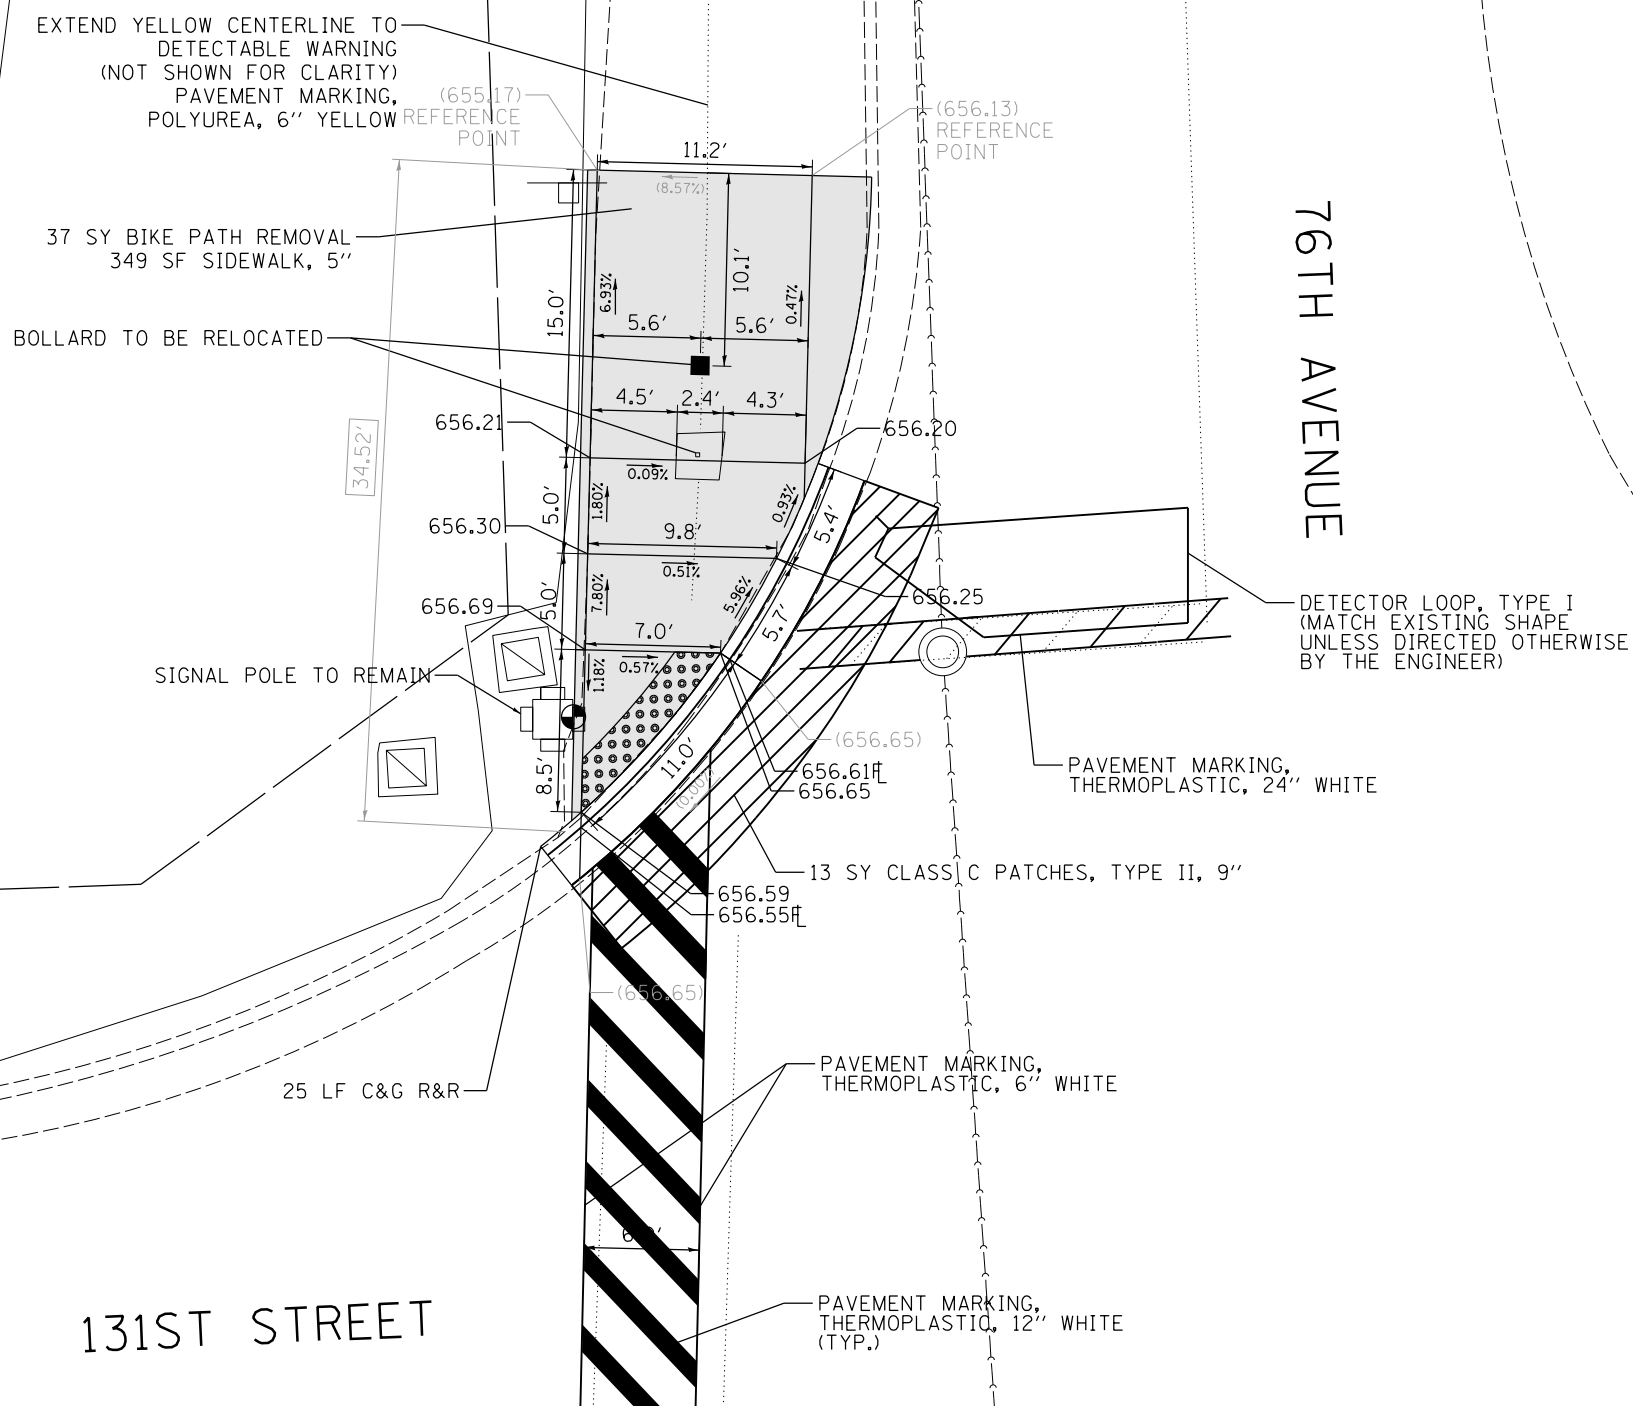 EXTEND YELLOW CENTERLINE TO
DETECTABLE WARNING
(NOT SHOWN FOR CLARITY)
PAVEMENT MARKING,
POLYUREA, 6″ YELLOW
(655.17)
REFERENCE
POINT
(656.13)
REFERENCE
POINT
11.2′
(8.57%)
37 SY BIKE PATH REMOVAL
349 SF SIDEWALK, 5″
76TH AVENUE
10.1′
6.93%
0.47%
15.0′
5.6′
5.6′
BOLLARD TO BE RELOCATED
4.5′
2.4′
4.3′
656.21
656.20
34.52′
0.09%
1.80%
0.93%
5.0′
5.4′
656.30
9.8′
0.51%
7.80%
5.96%
656.25
5.0′
656.69
5.7′
7.0′
0.57%
DETECTOR LOOP, TYPE I
(MATCH EXISTING SHAPE
UNLESS DIRECTED OTHERWISE
BY THE ENGINEER)
SIGNAL POLE TO REMAIN
1.18%
(656.65)
11.0′
8.5′
(0.00%)
656.61FL
656.65
PAVEMENT MARKING,
THERMOPLASTIC, 24″ WHITE
13 SY CLASS C PATCHES, TYPE II, 9″
656.59
656.55FL
(656.65)
25 LF C&G R&R
PAVEMENT MARKING,
THERMOPLASTIC, 6″ WHITE
131ST STREET
PAVEMENT MARKING,
THERMOPLASTIC, 12″ WHITE
(TYP.)